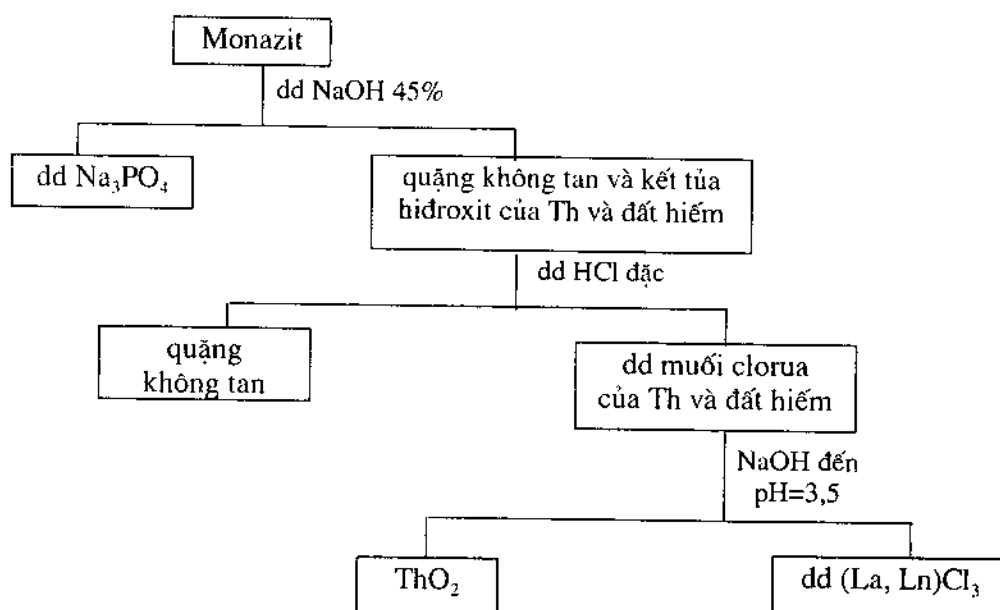 Monazit
dd NaOH 45%
dd Na₃PO₄
quặng không tan và kết tủa
hiđroxit của Th và đất hiếm
dd HCl đặc
quặng
không tan
dd muối clorua
của Th và đất hiếm
NaOH đến
pH=3,5
ThO₂
dd (La, Ln)Cl₃